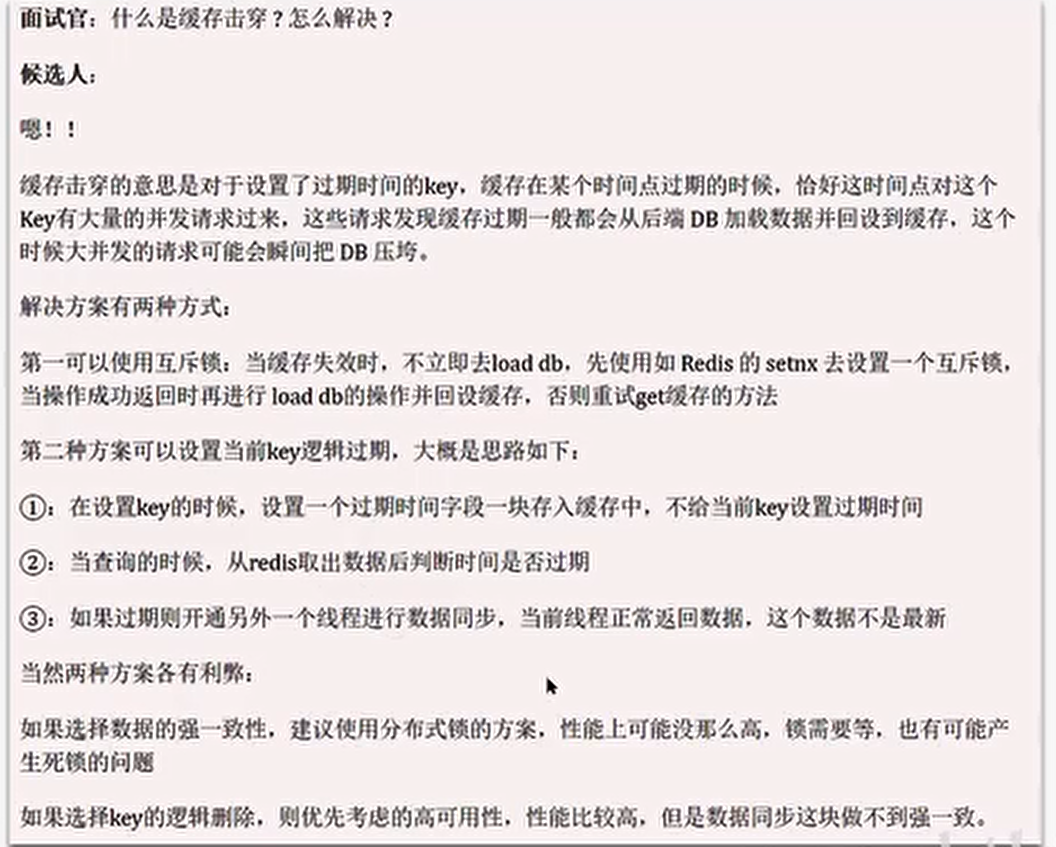 面试官：什么是缓存击穿？怎么解决？
候选人：
嗯！！
缓存击穿的意思是对于设置了过期时间的key，缓存在某个时间点过期的时候，恰好这时间点对这个
Key有大量的并发请求过来，这些请求发现缓存过期一般都会从后端 DB 加载数据并回设到缓存，这个
时候大并发的请求可能会瞬间把 DB 压垮。
解决方案有两种方式：
第一可以使用互斥锁：当缓存失效时，不立即去load db，先使用如 Redis 的 setnx 去设置一个互斥锁，
当操作成功返回时再进行 load db的操作并回设缓存，否则重试get缓存的方法
第二种方案可以设置当前key逻辑过期，大概是思路如下：
①：在设置key的时候，设置一个过期时间字段一块存入缓存中，不给当前key设置过期时间
②：当查询的时候，从redis取出数据后判断时间是否过期
③：如果过期则开通另外一个线程进行数据同步，当前线程正常返回数据，这个数据不是最新
当然两种方案各有利弊：
如果选择数据的强一致性，建议使用分布式锁的方案，性能上可能没那么高，锁需要等，也有可能产
生死锁的问题
如果选择key的逻辑删除，则优先考虑的高可用性，性能比较高，但是数据同步这块做不到强一致。